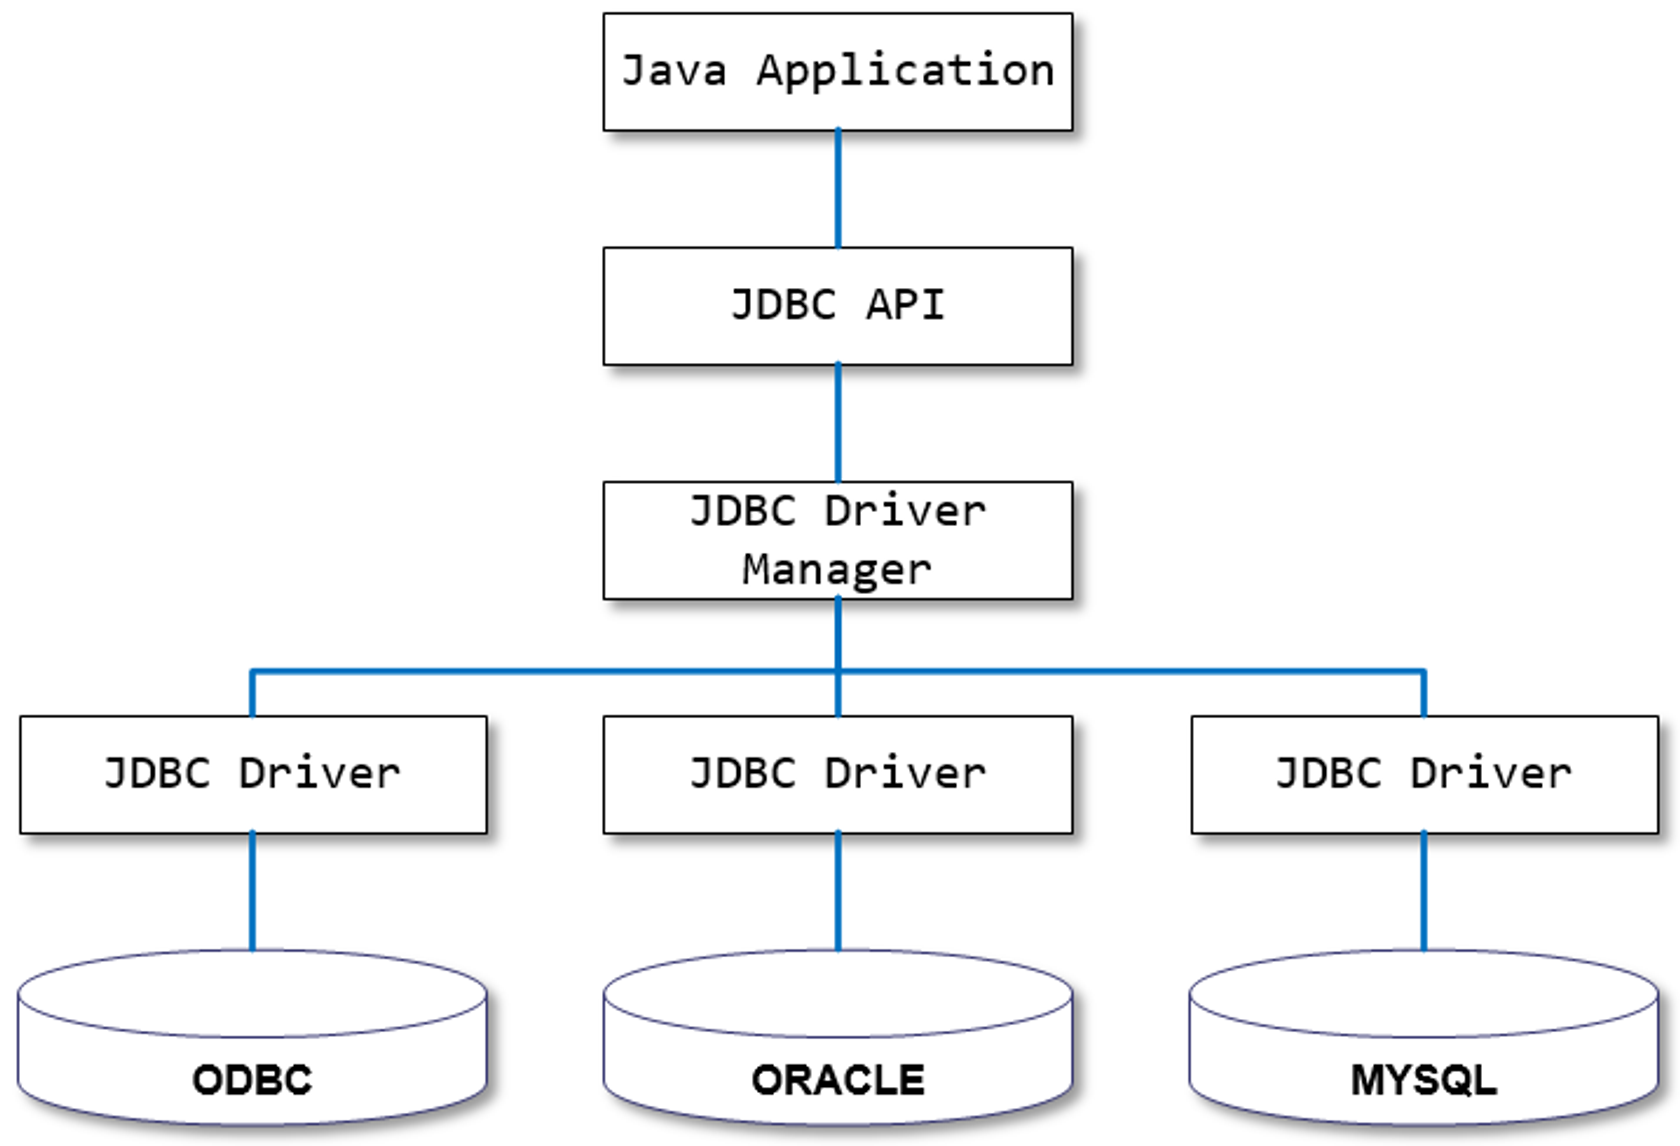 Java Application
JDBC API
JDBC Driver
Manager
JDBC Driver
JDBC Driver
JDBC Driver
ODBC
ORACLE
MYSQL